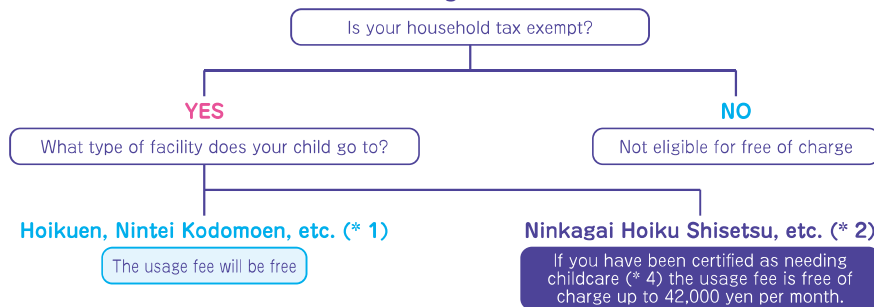 Is your household tax exempt?
YES
NO
What type of facility does your child go to?
Not eligible for free of charge
Hoikuen, Nintei Kodomoen, etc. (* 1)
Ninkagai Hoiku Shisetsu, etc. (* 2)
The usage fee will be free
If you have been certified as needing
childcare (* 4) the usage fee is free of
charge up to 42,000 yen per month.